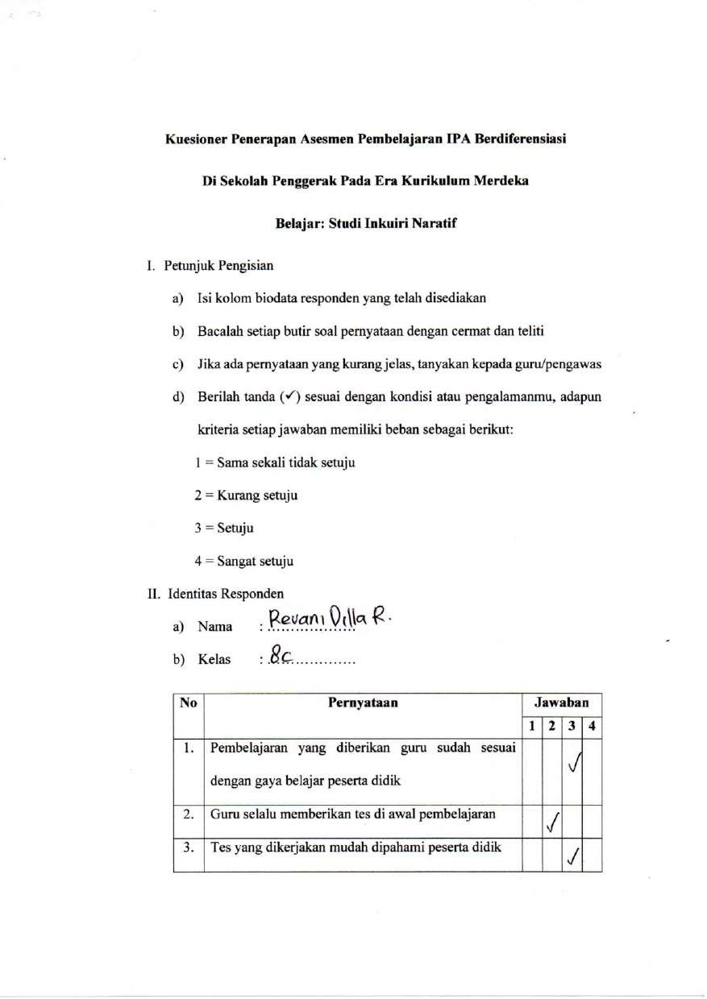 Kuesioner Penerapan Asesmen Pembelajaran IPA Berdiferensiasi
Di Sekolah Penggerak Pada Era Kurikulum Merdeka
Belajar: Studi Inkuiri Naratif
I. Petunjuk Pengisian
a) Isi kolom biodata responden yang telah disediakan
b) Bacalah setiap butir soal pernyataan dengan cermat dan teliti
c) Jika ada pernyataan yang kurang jelas, tanyakan kepada guru/pengawas
d) Berilah tanda (✓) sesuai dengan kondisi atau pengalamanmu, adapun
kriteria setiap jawaban memiliki beban sebagai berikut:
1 = Sama sekali tidak setuju
2 = Kurang setuju
3 = Setuju
4 = Sangat setuju
II. Identitas Responden
a) Nama : Revani Dilla R.
b) Kelas : 8C
No Pernyataan Jawaban
1 2 3 4
1. Pembelajaran yang diberikan guru sudah sesuai
dengan gaya belajar peserta didik ✓
2. Guru selalu memberikan tes di awal pembelajaran ✓
3. Tes yang dikerjakan mudah dipahami peserta didik ✓